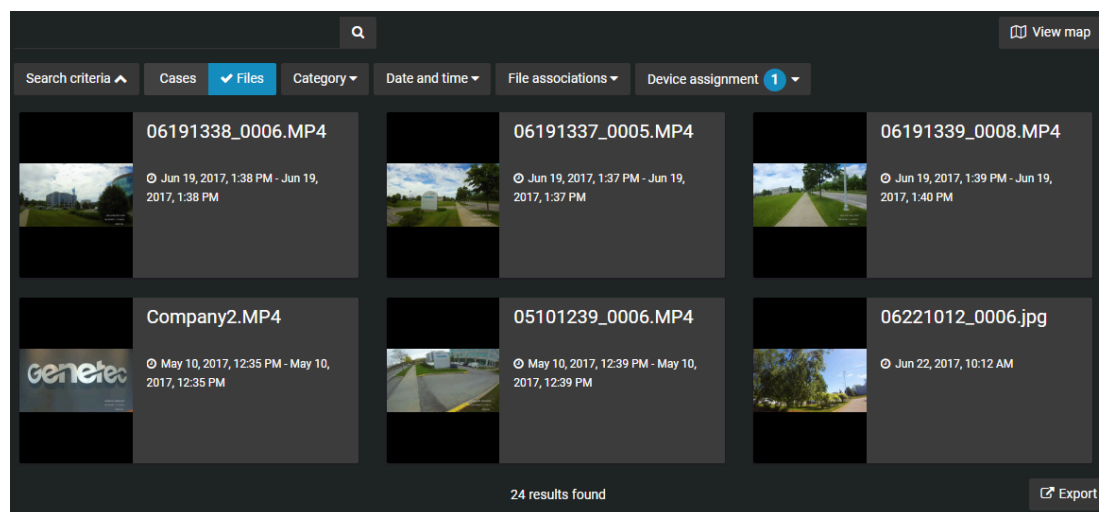 View map
Search criteria Cases Files Category Date and time File associations Device assignment 1
06191338_0006.MP4
Jun 19, 2017, 1:38 PM - Jun 19,
2017, 1:38 PM
06191337_0005.MP4
Jun 19, 2017, 1:37 PM - Jun 19,
2017, 1:37 PM
06191339_0008.MP4
Jun 19, 2017, 1:39 PM - Jun 19,
2017, 1:40 PM
Company2.MP4
May 10, 2017, 12:35 PM - May 10,
2017, 12:35 PM
Genetec
05101239_0006.MP4
May 10, 2017, 12:39 PM - May 10,
2017, 12:39 PM
06221012_0006.jpg
Jun 22, 2017, 10:12 AM
24 results found
Export